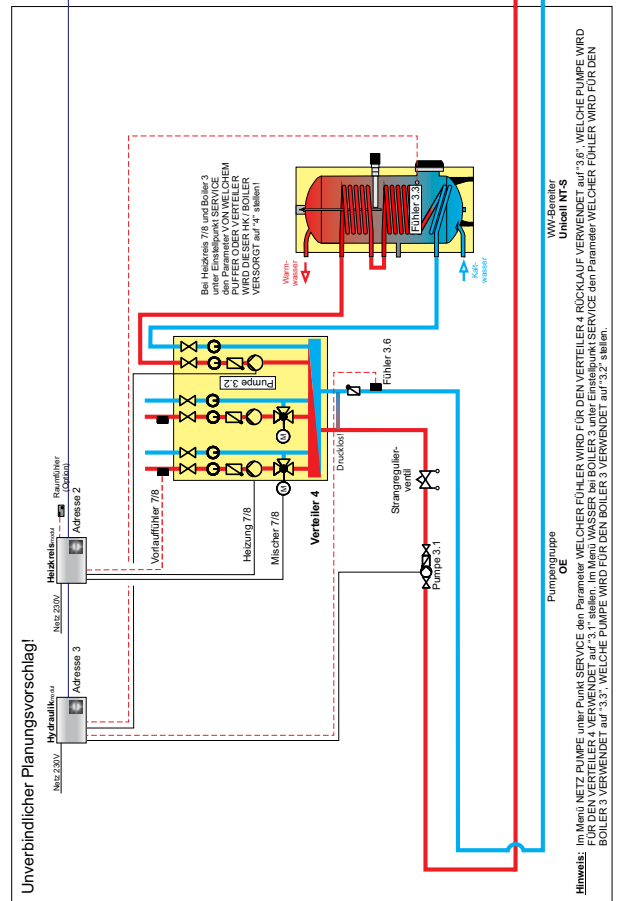 Unverbindlicher Planungsvorschlag!
Netz 230V
Hydraulikmodul
Adresse 3
Netz 230V
Heizkreismodul
Adresse 2
Raumfühler
(Option)
Vorlauffühler 7/8
Heizung 7/8
Mischer 7/8
M
M
Pumpe 3.2
Verteiler 4
Drucklos!
Fühler 3.6
Strangregulier-
ventil
Pumpe 3.1
Bei Heizkreis 7/8 und Boiler 3
unter Einstellpunkt SERVICE
den Parameter VON WELCHEM
PUFFER ODER VERTEILER
WIRD DIESER HK / BOILER
VERSORGT auf "4" stellen!
Warm-
wasser
Fühler 3.3
Kalt-
wasser
Pumpengruppe
OE
WW-Bereiter
Unicell NT-S
Hinweis: Im Menü NETZ PUMPE unter Punkt SERVICE den Parameter WELCHER FÜHLER WIRD FÜR DEN VERTEILER 4 RÜCKLAUF VERWENDET auf "3.6", WELCHE PUMPE WIRD
FÜR DEN VERTEILER 4 VERWENDET auf "3.1" stellen. Im Menü WASSER bei BOILER 3 unter Einstellpunkt SERVICE den Parameter WELCHER FÜHLER WIRD FÜR DEN
BOILER 3 VERWENDET auf "3.3", WELCHE PUMPE WIRD FÜR DEN BOILER 3 VERWENDET auf "3.2" stellen.